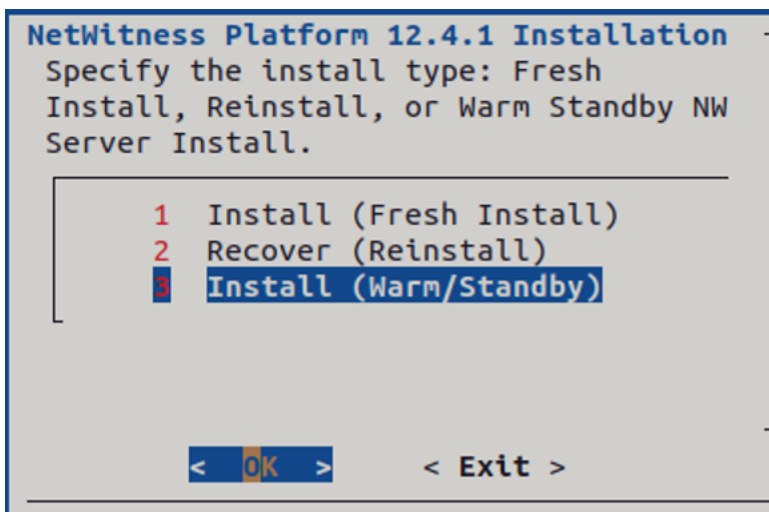 NetWitness Platform 12.4.1 Installation
Specify the install type: Fresh
Install, Reinstall, or Warm Standby NW
Server Install.
1 Install (Fresh Install)
2 Recover (Reinstall)
3 Install (Warm/Standby)
< OK > < Exit >